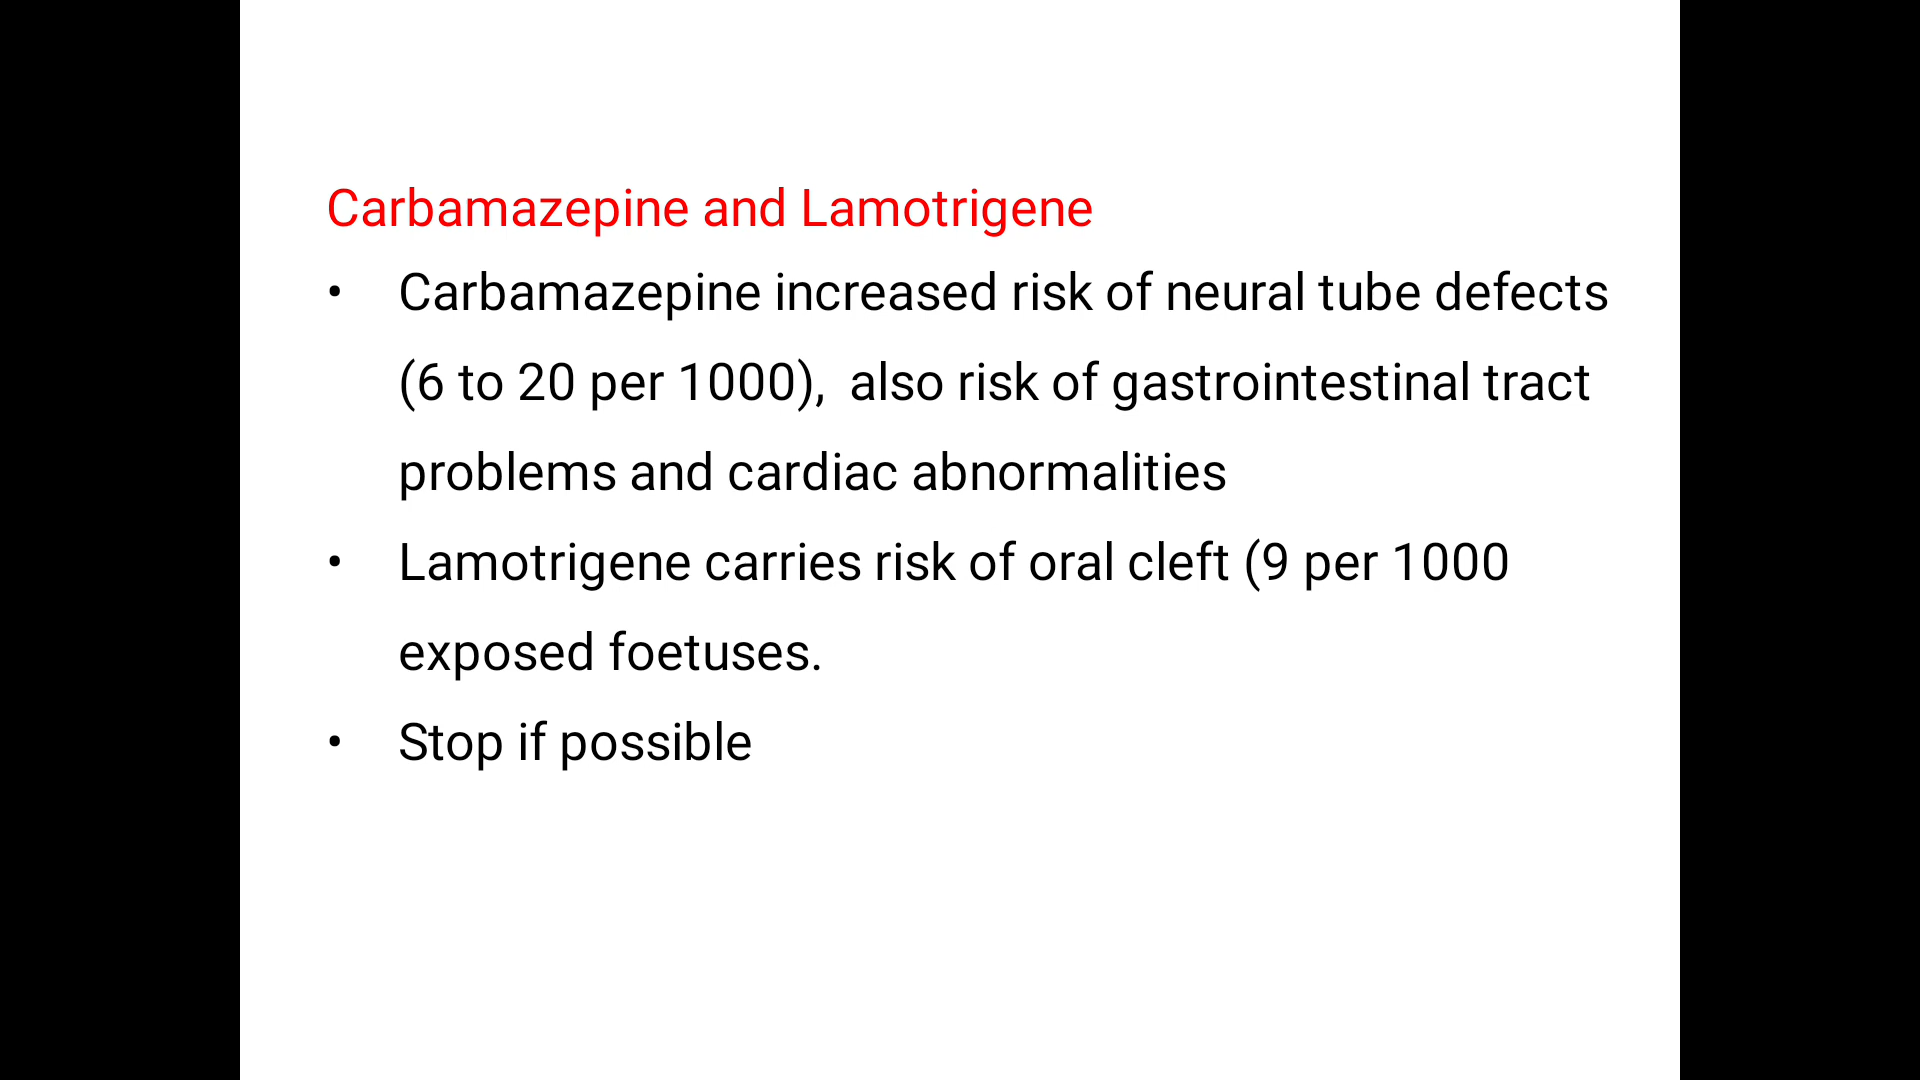 Carbamazepine and Lamotrigene
• Carbamazepine increased risk of neural tube defects
(6 to 20 per 1000),  also risk of gastrointestinal tract
problems and cardiac abnormalities
• Lamotrigene carries risk of oral cleft (9 per 1000
exposed foetuses.
• Stop if possible